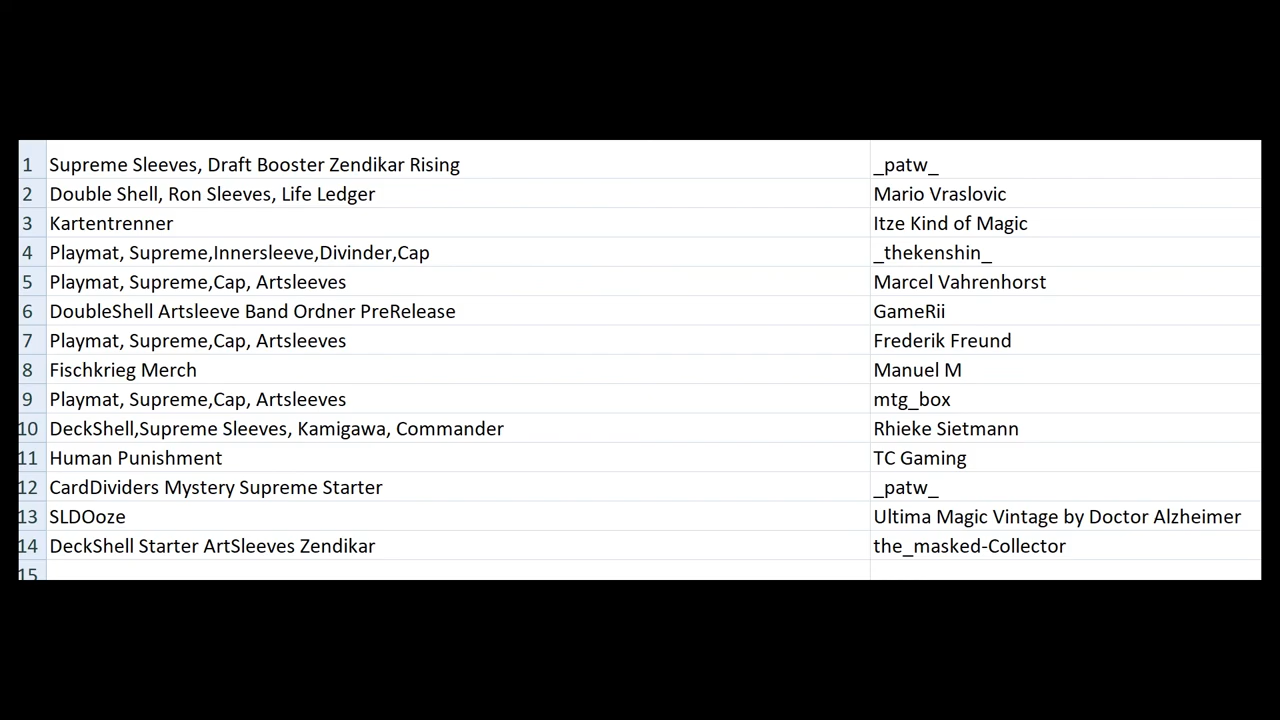 1 Supreme Sleeves, Draft Booster Zendikar Rising _patw_
2 Double Shell, Ron Sleeves, Life Ledger Mario Vraslovic
3 Kartentrenner Itze Kind of Magic
4 Playmat, Supreme,Innersleeve,Divinder,Cap _thekenshin_
5 Playmat, Supreme,Cap, Artsleeves Marcel Vahrenhorst
6 DoubleShell Artsleeve Band Ordner PreRelease GameRii
7 Playmat, Supreme,Cap, Artsleeves Frederik Freund
8 Fischkrieg Merch Manuel M
9 Playmat, Supreme,Cap, Artsleeves mtg_box
10 DeckShell,Supreme Sleeves, Kamigawa, Commander Rhieke Sietmann
11 Human Punishment TC Gaming
12 CardDividers Mystery Supreme Starter _patw_
13 SLDOoze Ultima Magic Vintage by Doctor Alzheimer
14 DeckShell Starter ArtSleeves Zendikar the_masked-Collector
15